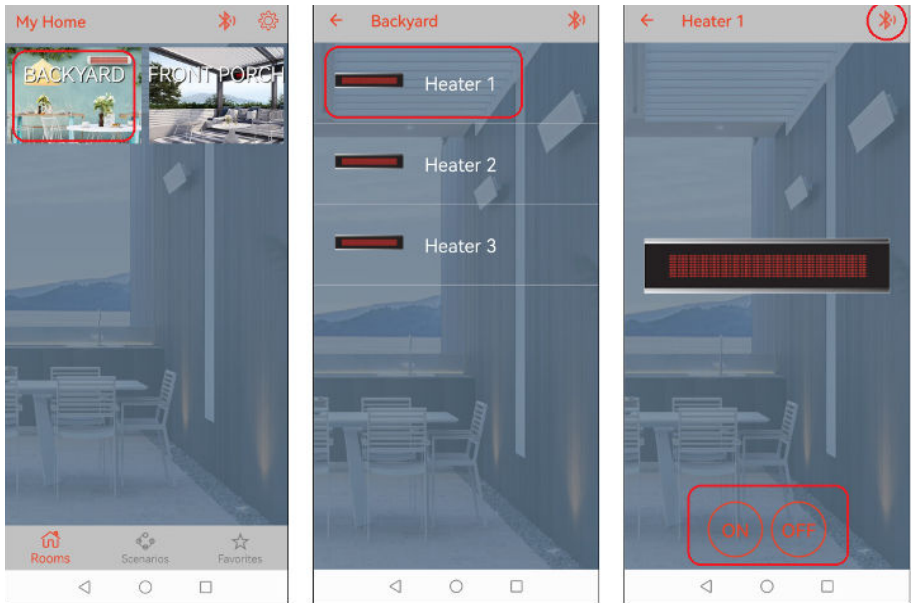 My Home
BACKYARD
FRONT PORCH
Rooms
Scenarios
Favorites
Backyard
Heater 1
Heater 2
Heater 3
Heater 1
ON
OFF